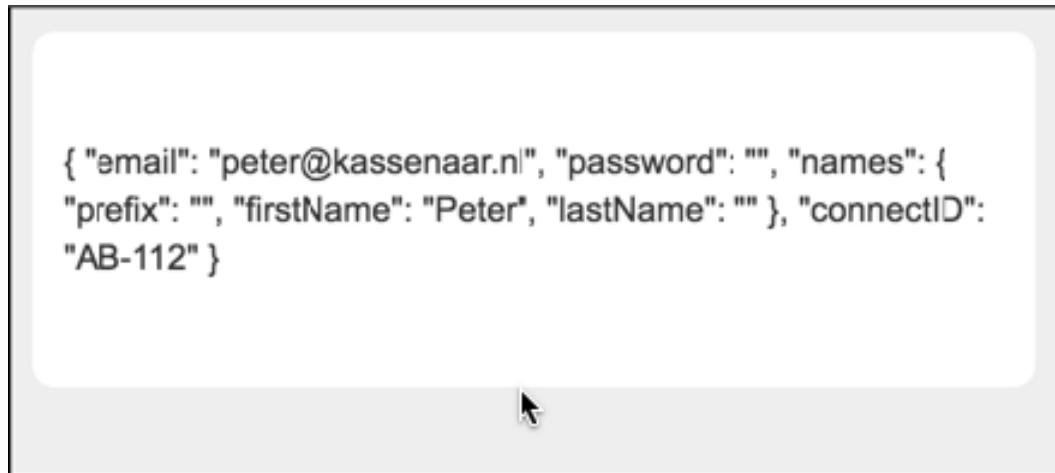 { "email": "peter@kassenaar.nl", "password": "", "names": {
"prefix": "", "firstName": "Peter", "lastName": "" }, "connectID":
"AB-112" }